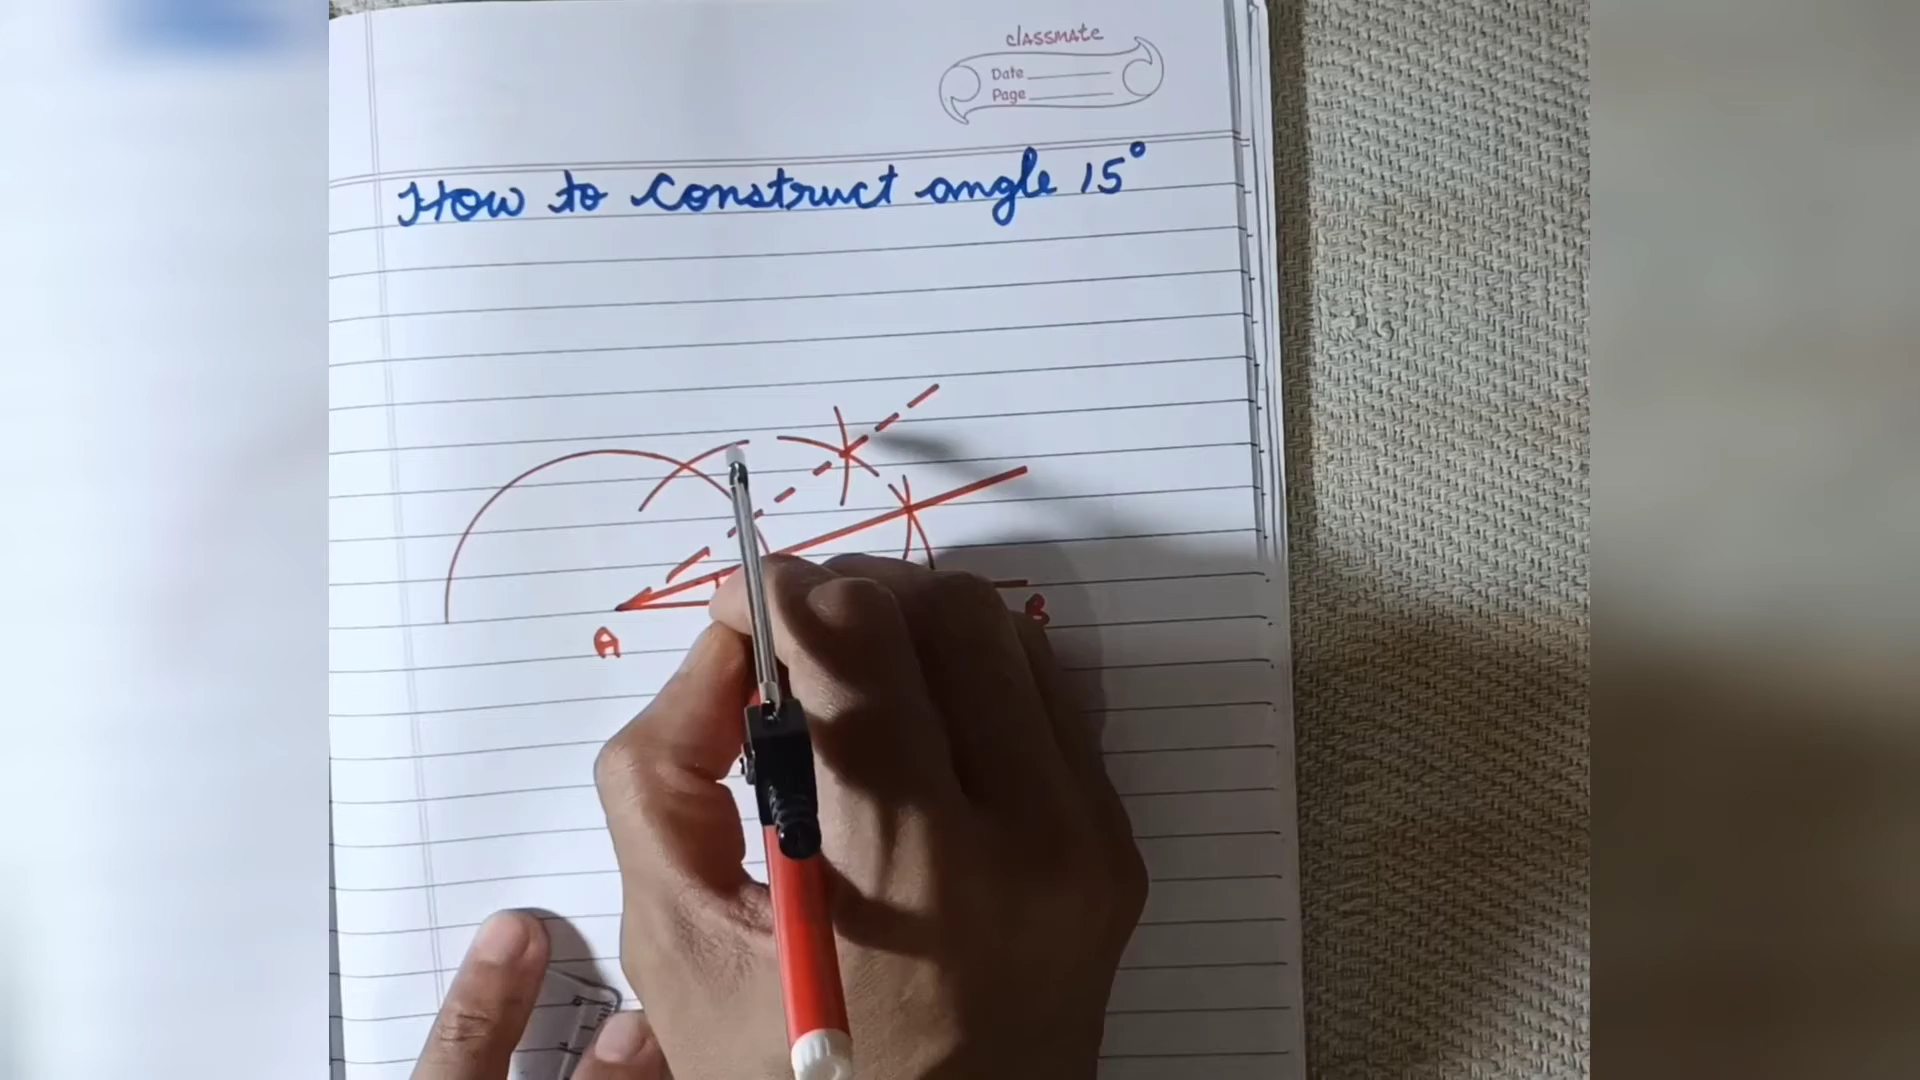 classmate
Date
Page
How to construct angle 15°
A
B